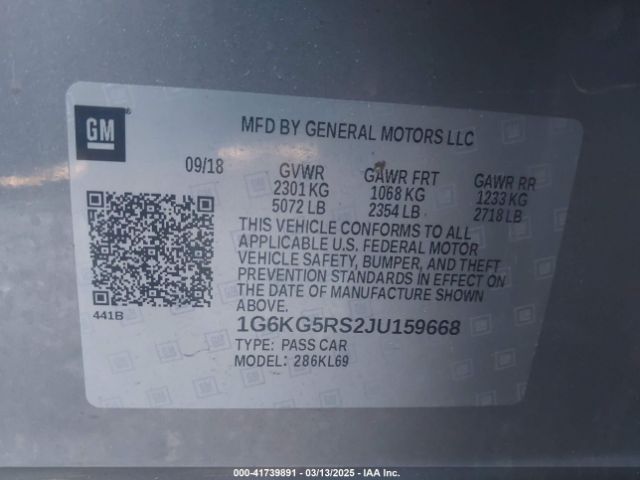 GM
MFD BY GENERAL MOTORS LLC
09/18
GVWR
2301 KG
5072 LB
GAWR FRT
1068 KG
2354 LB
GAWR RR
1233 KG
2718 LB
THIS VEHICLE CONFORMS TO ALL
APPLICABLE U.S. FEDERAL MOTOR
VEHICLE SAFETY, BUMPER, AND THEFT
PREVENTION STANDARDS IN EFFECT ON
THE DATE OF MANUFACTURE SHOWN
ABOVE.
441B
1G6KG5RS2JU159668
TYPE: PASS CAR
MODEL: 286KL69
000-41739891 - 03/13/2025 - IAA Inc.